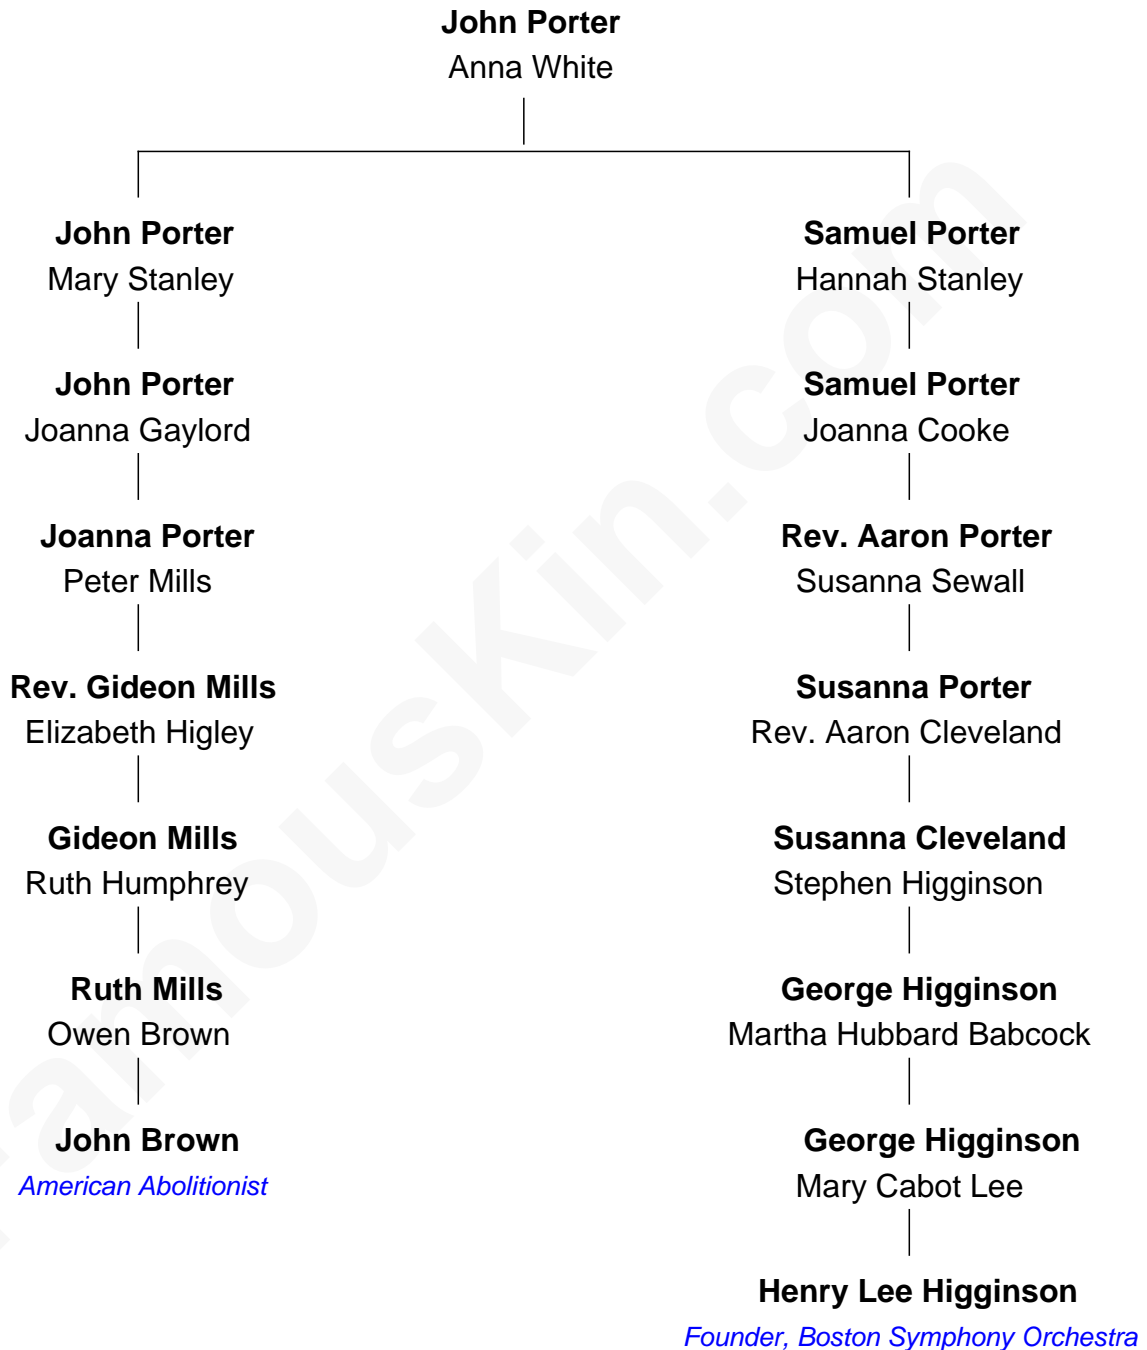 John Porter
Anna White
John Porter
Mary Stanley
Samuel Porter
Hannah Stanley
John Porter
Joanna Gaylord
Samuel Porter
Joanna Cooke
Joanna Porter
Peter Mills
Rev. Aaron Porter
Susanna Sewall
Rev. Gideon Mills
Elizabeth Higley
Susanna Porter
Rev. Aaron Cleveland
Gideon Mills
Ruth Humphrey
Susanna Cleveland
Stephen Higginson
Ruth Mills
Owen Brown
George Higginson
Martha Hubbard Babcock
John Brown
American Abolitionist
George Higginson
Mary Cabot Lee
Henry Lee Higginson
Founder, Boston Symphony Orchestra
FamousKin.com